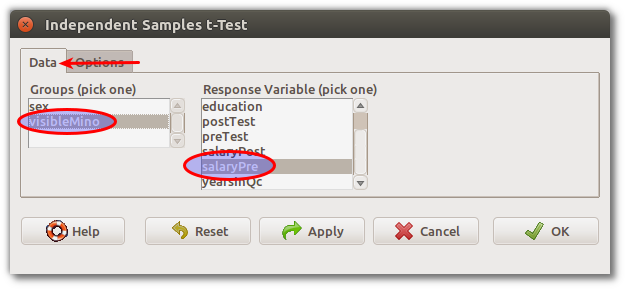 Independent Samples t-Test
Data Options
Groups (pick one) Response Variable (pick one)
sex
visibleMino
education
postTest
preTest
salaryPost
salaryPre
yearsInQc
Help Reset Apply Cancel OK